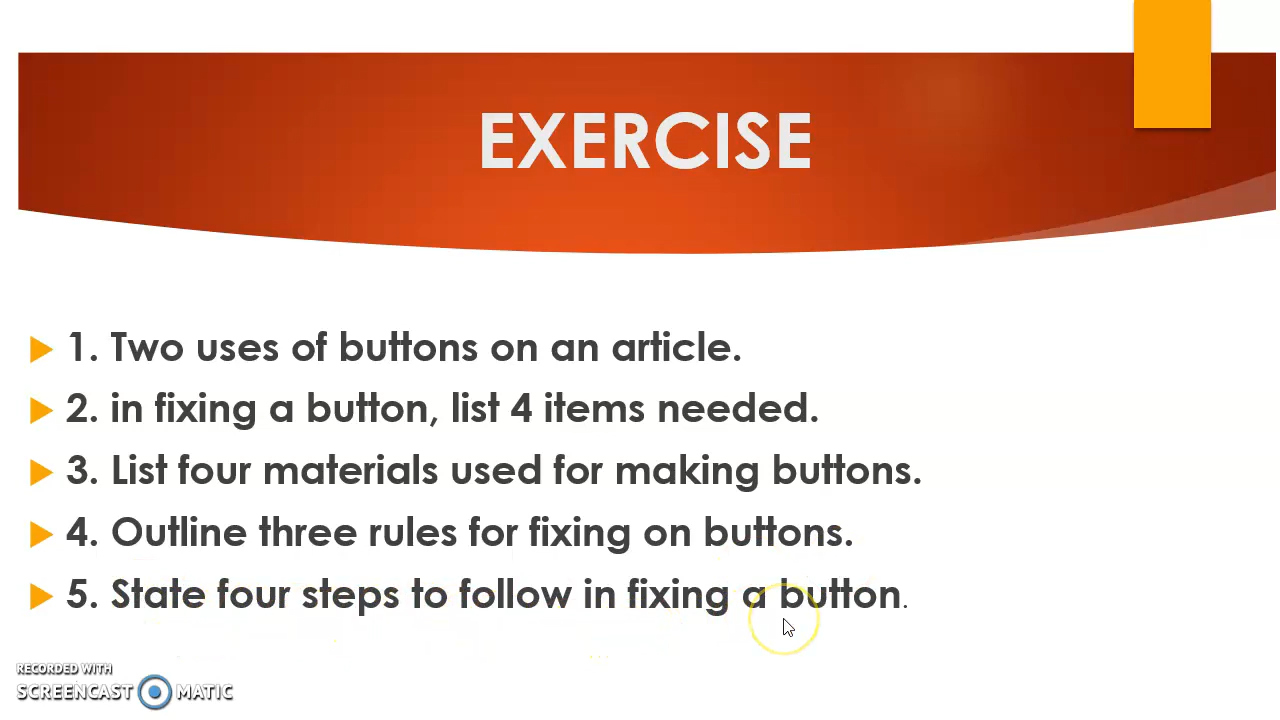 EXERCISE
1. Two uses of buttons on an article.
2. in fixing a button, list 4 items needed.
3. List four materials used for making buttons.
4. Outline three rules for fixing on buttons.
5. State four steps to follow in fixing a button.
RECORDED WITH
SCREENCAST MATIC